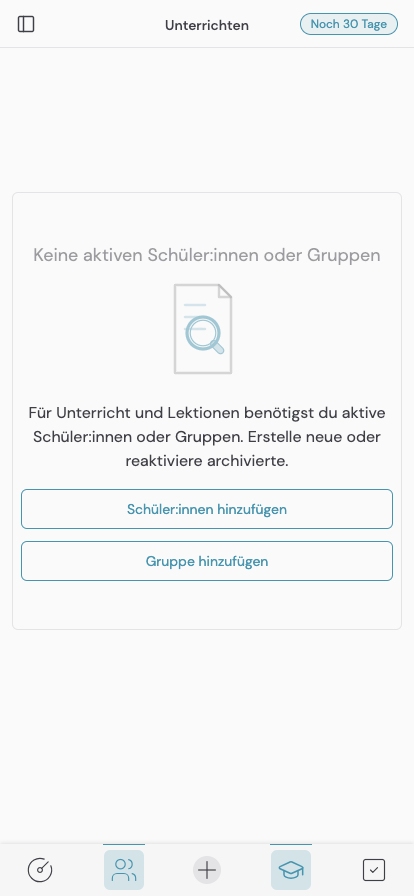 Unterrichten
Noch 30 Tage
Keine aktiven Schüler:innen oder Gruppen
Für Unterricht und Lektionen benötigst du aktive
Schüler:innen oder Gruppen. Erstelle neue oder
reaktiviere archivierte.
Schüler:innen hinzufügen
Gruppe hinzufügen